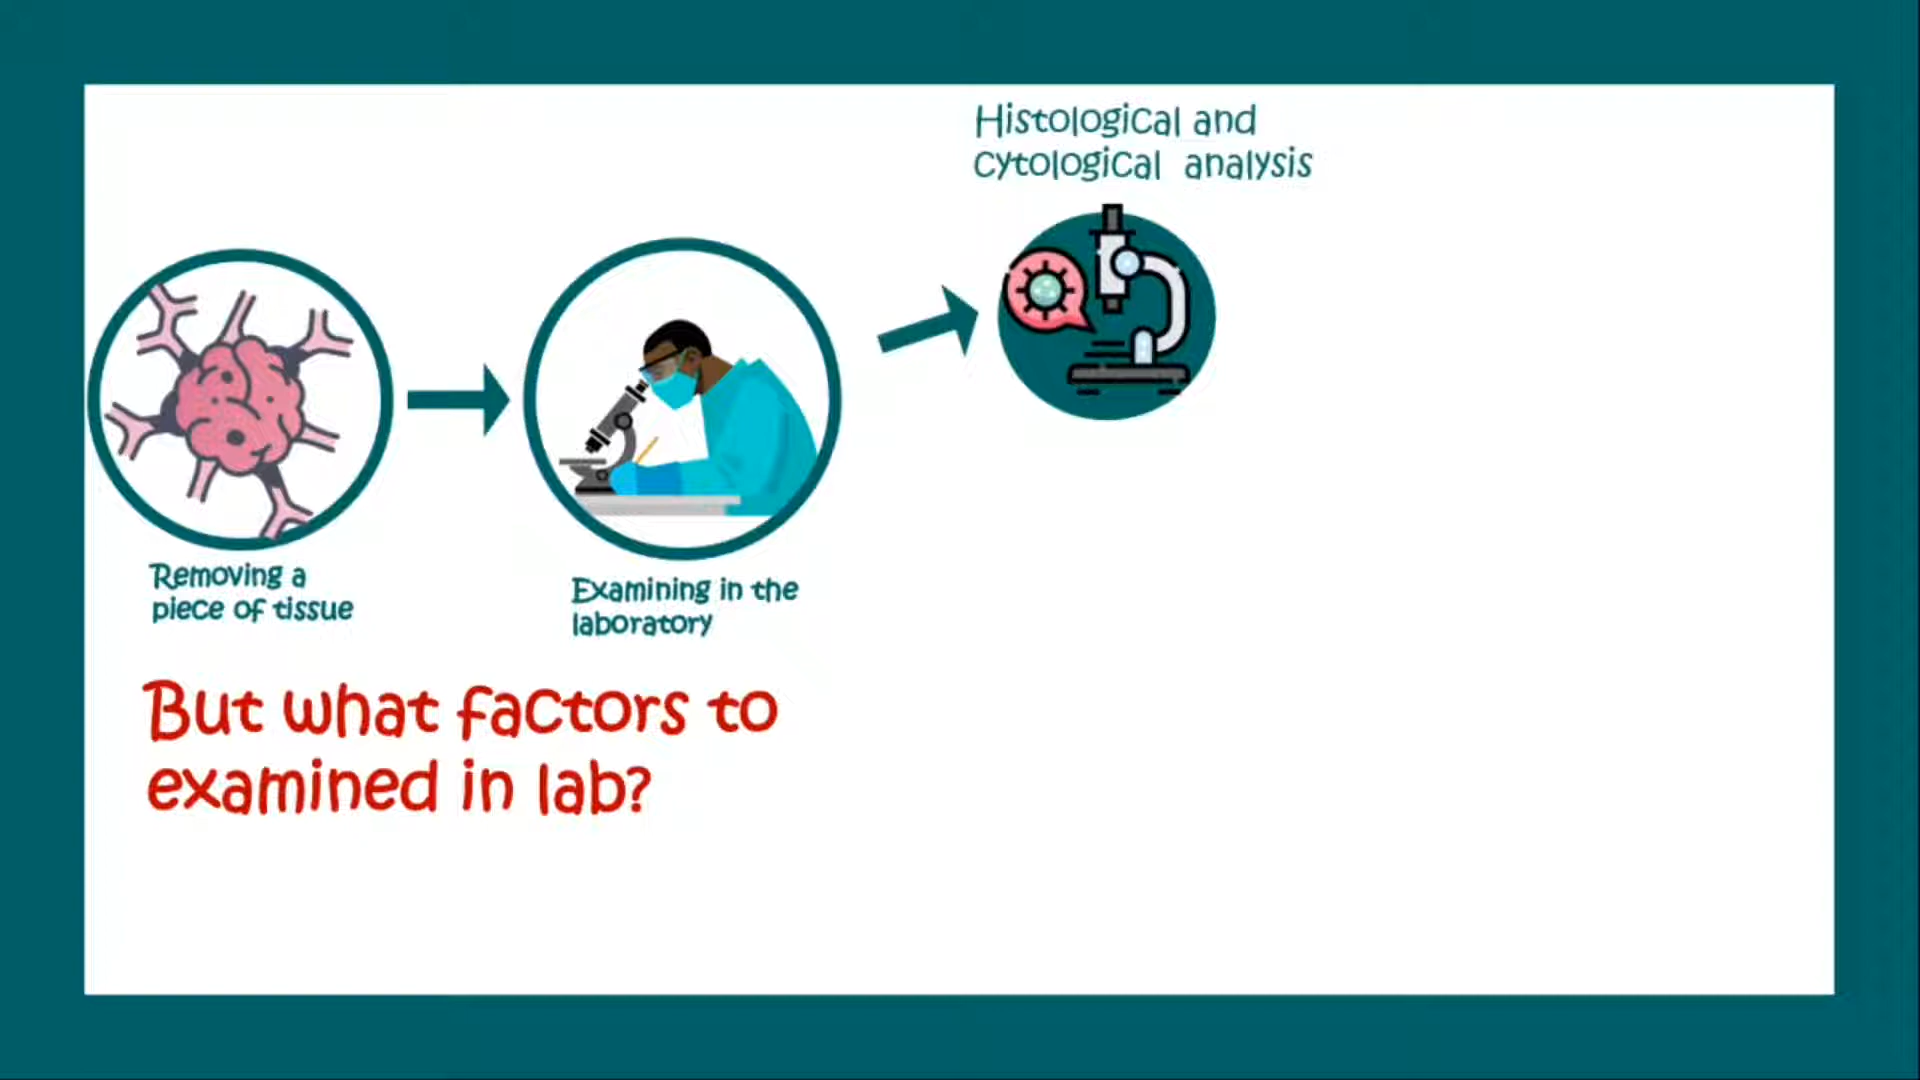 Histological and
cytological analysis
Removing a
piece of tissue
Examining in the
laboratory
But what factors to
examined in lab?